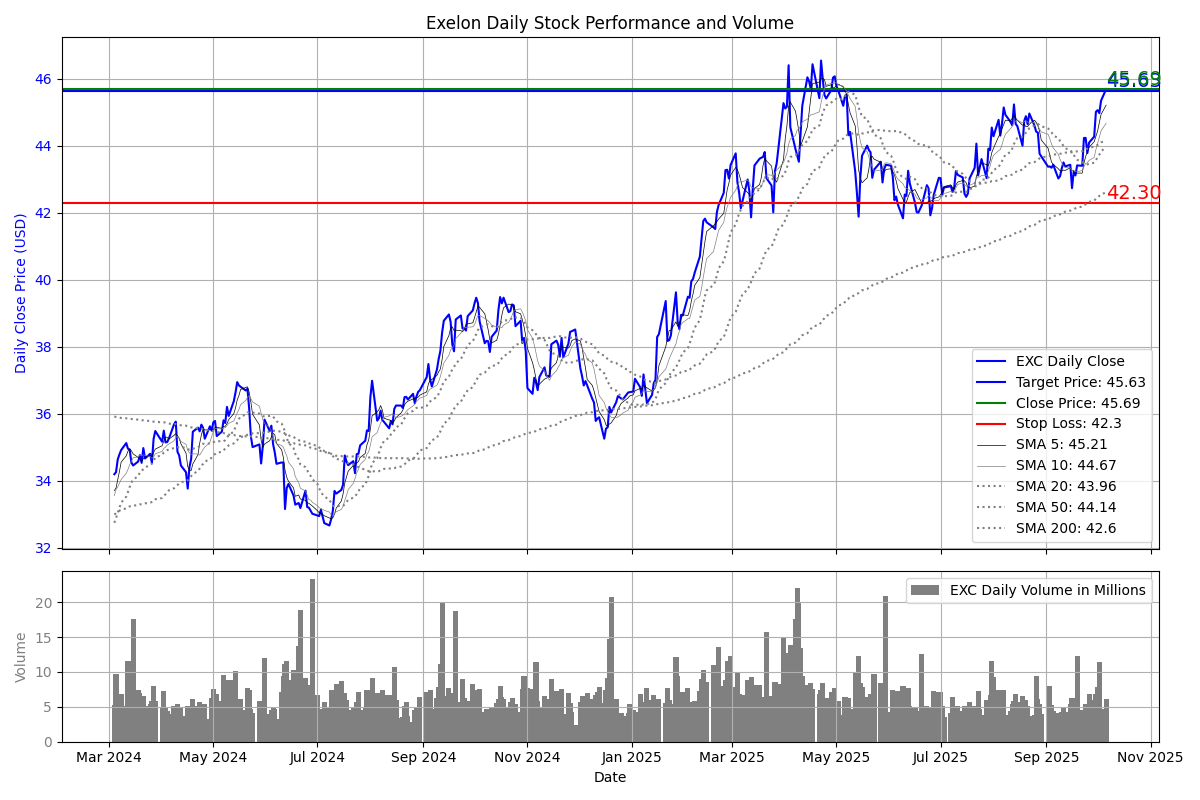 Exelon Daily Stock Performance and Volume
Daily Close Price (USD)
46
44
42
40
38
36
34
32
45.69
45.63
42.30
EXC Daily Close
Target Price: 45.63
Close Price: 45.69
Stop Loss: 42.3
SMA 5: 45.21
SMA 10: 44.67
SMA 20: 43.96
SMA 50: 44.14
SMA 200: 42.6
Volume
20
15
10
5
0
EXC Daily Volume in Millions
Mar 2024
May 2024
Jul 2024
Sep 2024
Nov 2024
Jan 2025
Mar 2025
May 2025
Jul 2025
Sep 2025
Nov 2025
Date